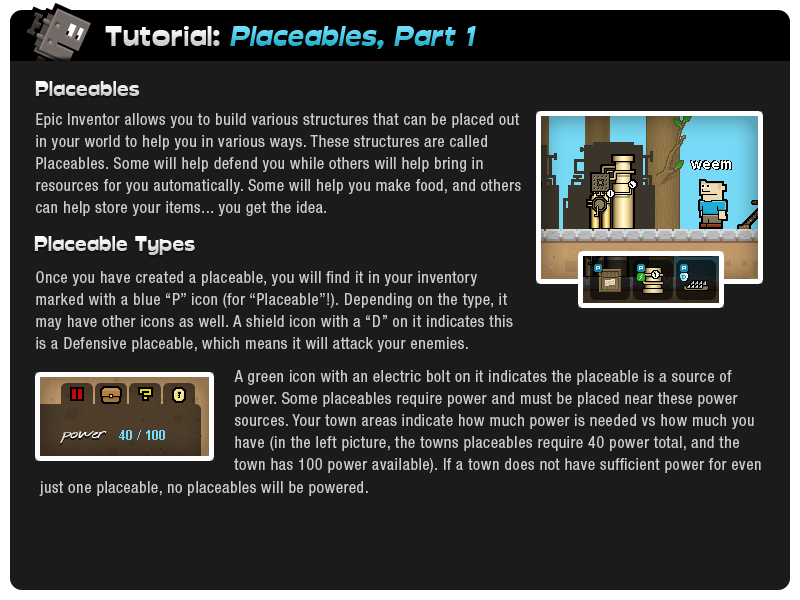 Tutorial: Placeables, Part 1
Placeables
Epic Inventor allows you to build various structures that can be placed out
in your world to help you in various ways. These structures are called
Placeables. Some will help defend you while others will help bring in
resources for you automatically. Some will help you make food, and others
can help store your items... you get the idea.
weem
P
P
P
D
Placeable Types
Once you have created a placeable, you will find it in your inventory
marked with a blue “P” icon (for “Placeable”!). Depending on the type, it
may have other icons as well. A shield icon with a “D” on it indicates this
is a Defensive placeable, which means it will attack your enemies.
power 40 / 100
A green icon with an electric bolt on it indicates the placeable is a source of
power. Some placeables require power and must be placed near these power
sources. Your town areas indicate how much power is needed vs how much you
have (in the left picture, the towns placeables require 40 power total, and the
town has 100 power available). If a town does not have sufficient power for even
just one placeable, no placeables will be powered.